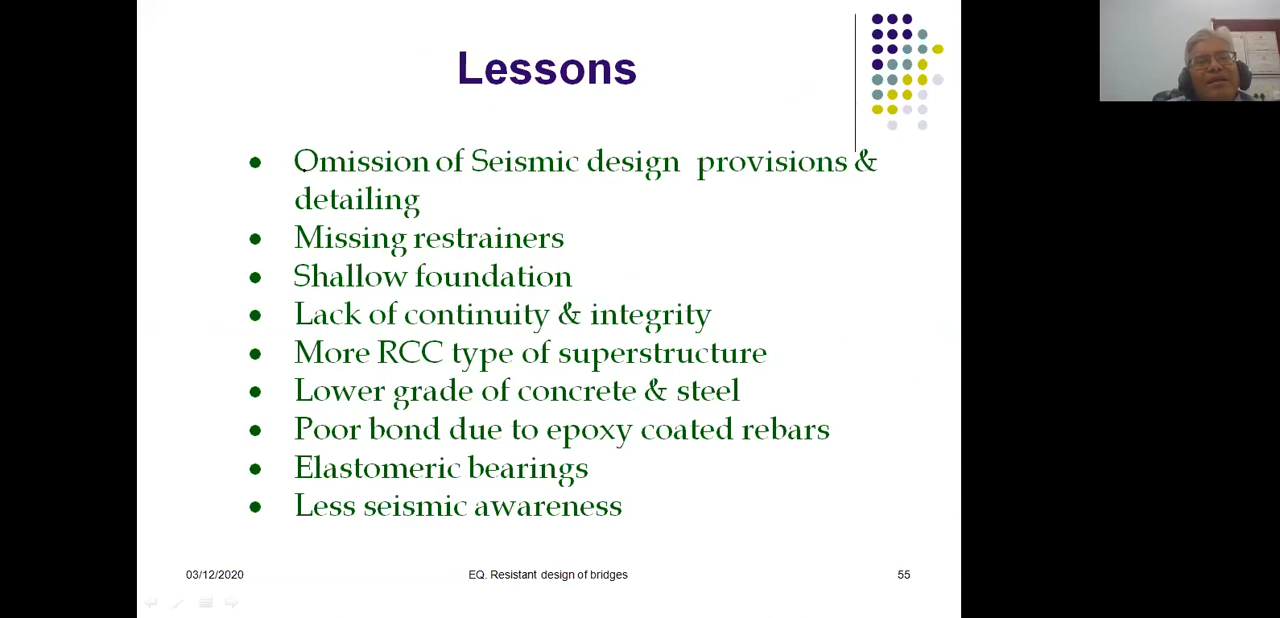 Lessons
Omission of Seismic design provisions &
detailing
Missing restrainers
Shallow foundation
Lack of continuity & integrity
More RCC type of superstructure
Lower grade of concrete & steel
Poor bond due to epoxy coated rebars
Elastomeric bearings
Less seismic awareness
03/12/2020
EQ. Resistant design of bridges
55